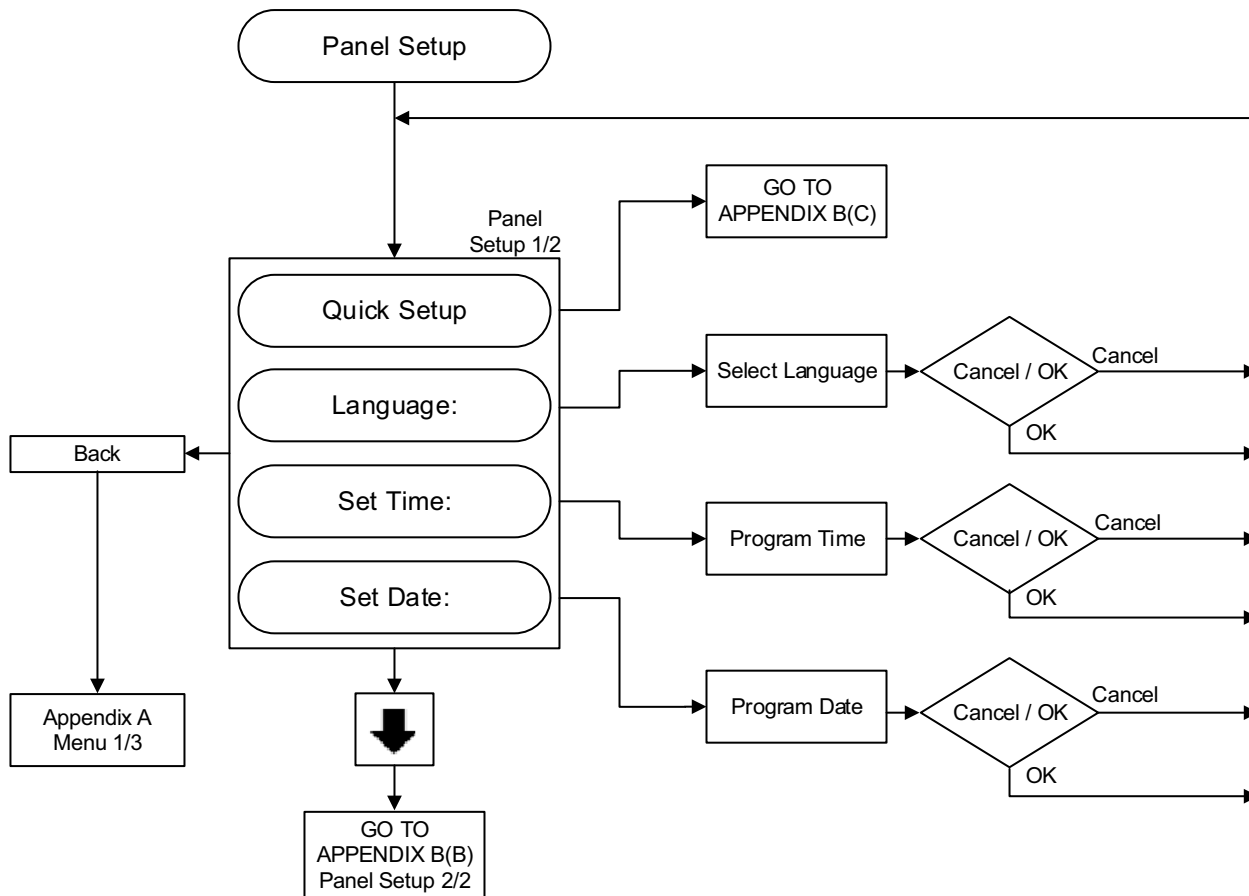 Panel Setup
GO TO
APPENDIX B(C)
Panel
Setup 1/2
Quick Setup
Select Language
Cancel / OK
Cancel
OK
Language:
Back
Set Time:
Program Time
Cancel / OK
Cancel
OK
Set Date:
Program Date
Cancel / OK
Cancel
OK
Appendix A
Menu 1/3
GO TO
APPENDIX B(B)
Panel Setup 2/2